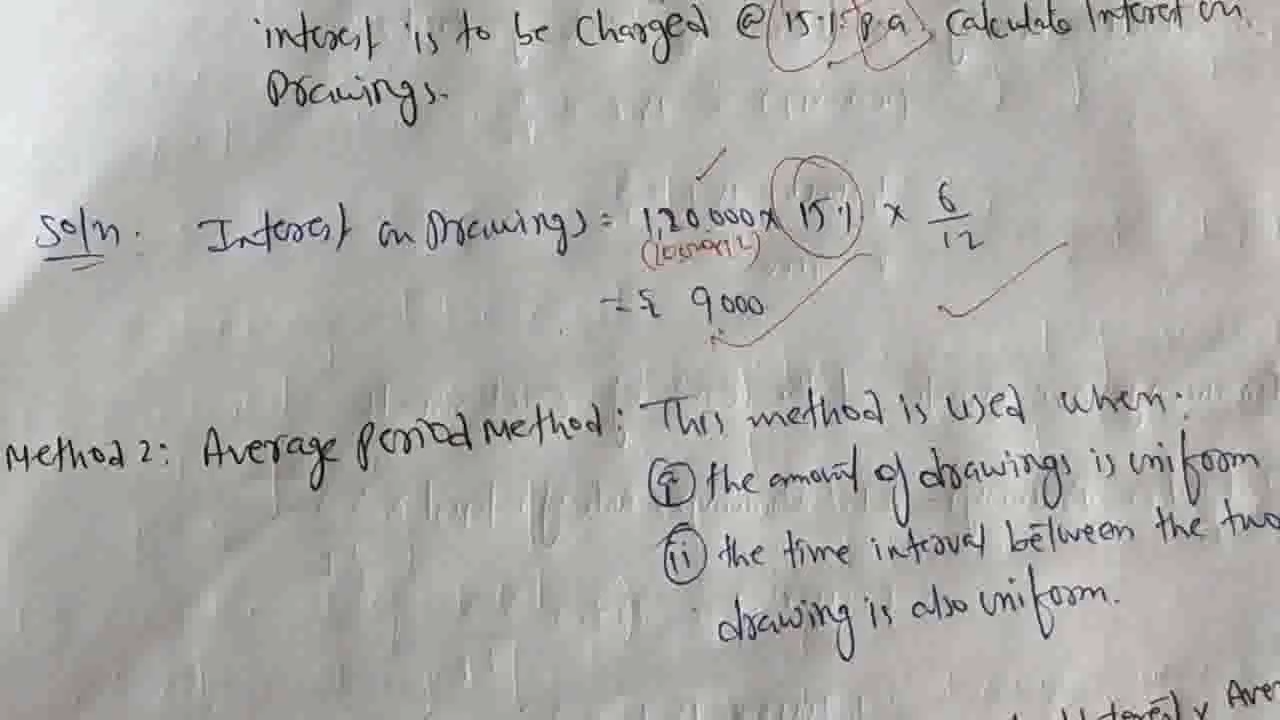 interest is to be Charged @ 15% p.a. Calculate Interest on
Drawings.
Soln. Interest on Drawings = 1,20,000 x 15% x 6/12
(10000x12)
= ₹ 9000
Method 2: Average period Method: This method is used when:
(i) the amount of drawings is uniform
(ii) the time interval between the two
drawing is also uniform.
Aver